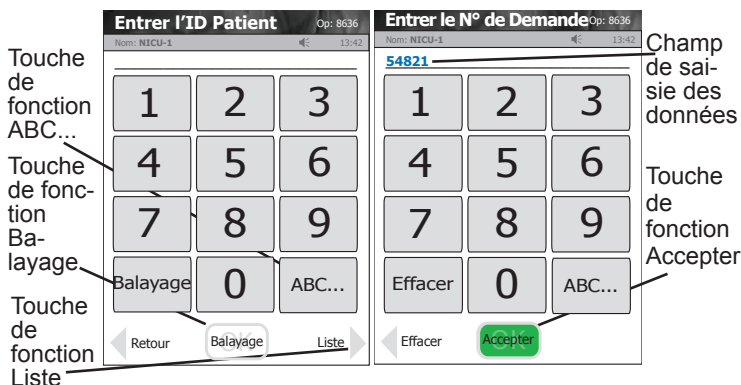 Touche
de
fonction
ABC...
Touche
de fonc-
tion
Ba-
layage
Touche
de
fonction
Liste
Entrer l'ID Patient Op: 8636
Nom: NICU-1 13:42
1 2 3
4 5 6
7 8 9
Balayage 0 ABC...
Retour Balayage OK Liste
Entrer le N° de Demande Op: 8636
Nom: NICU-1 13:42
54821
1 2 3
4 5 6
7 8 9
Effacer 0 ABC...
Effacer Accepter OK
Champ
de sai-
sie des
données
Touche
de
fonction
Accepter